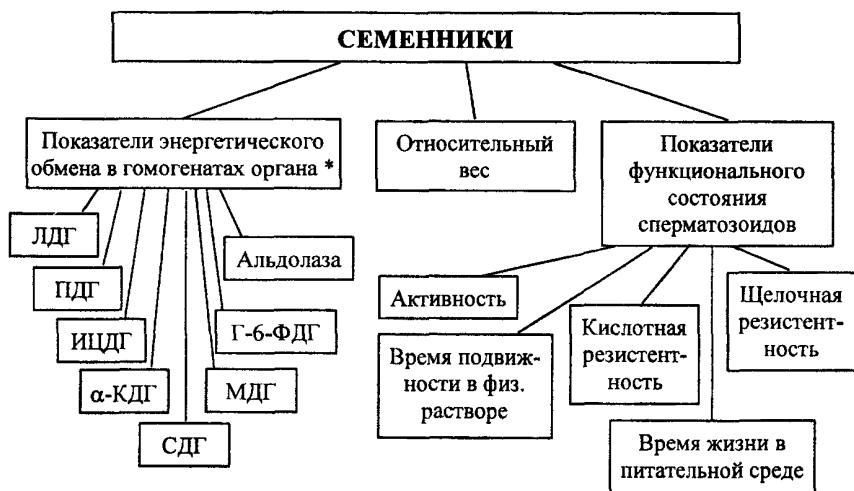 СЕМЕННИКИ
Показатели энергетического
обмена в гомогенатах органа *
Относительный
вес
Показатели
функционального
состояния
сперматозоидов
ЛДГ
ПДГ
ИЦДГ
α-КДГ
СДГ
МДГ
Г-6-ФДГ
Альдолаза
Активность
Время подвиж-
ности в физ.
растворе
Кислотная
резистент-
ность
Время жизни в
питательной среде
Щелочная
резистент-
ность